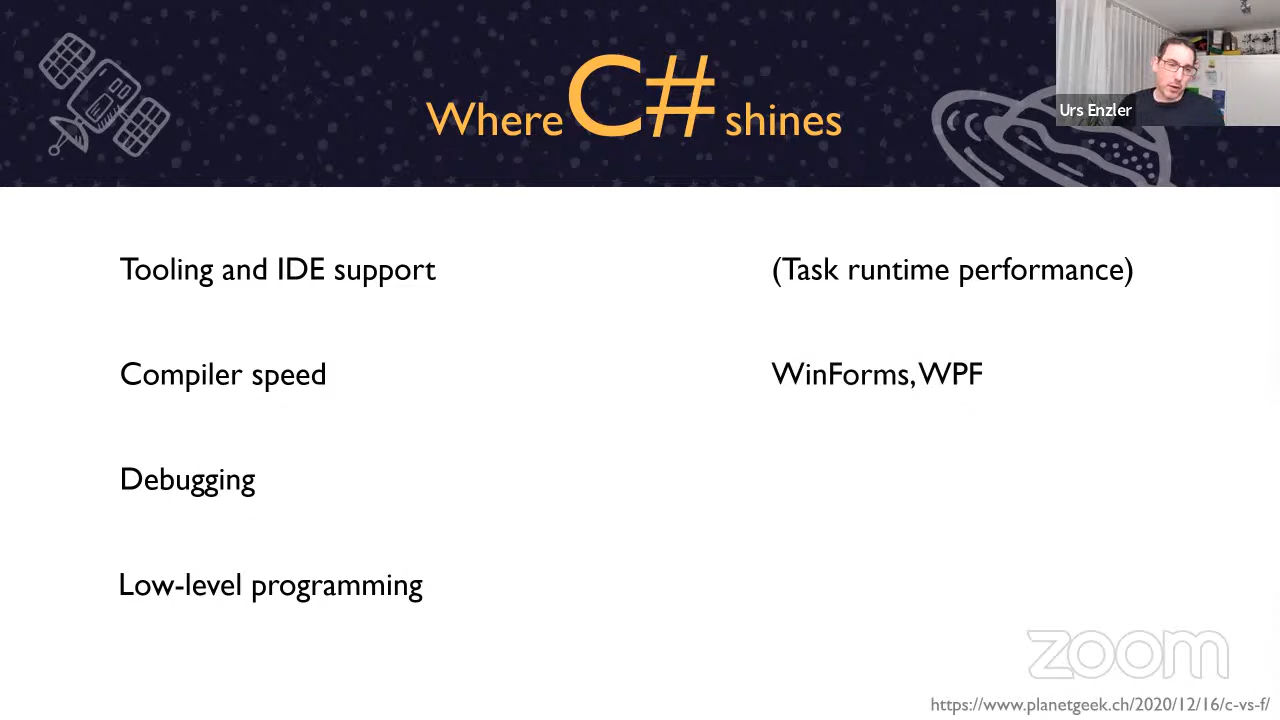 Where C# shines
Urs Enzler
Tooling and IDE support
(Task runtime performance)
Compiler speed
WinForms, WPF
Debugging
Low-level programming
zoom
https://www.planetgeek.ch/2020/12/16/c-vs-f/